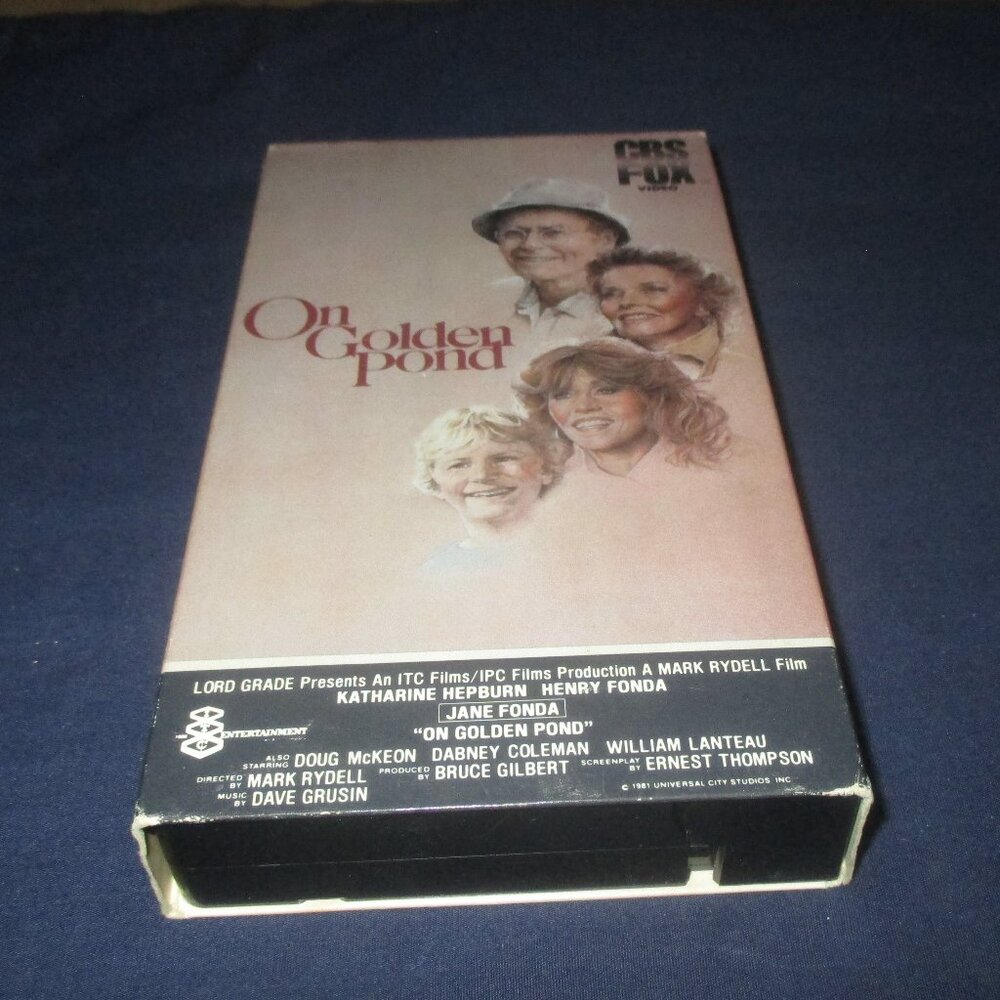 CBS
FOX
VIDEO
On
Golden
Pond
LORD GRADE Presents An ITC Films/IPC Films Production A MARK RYDELL Film
KATHARINE HEPBURN HENRY FONDA
JANE FONDA
"ON GOLDEN POND"
ITC ENTERTAINMENT
ALSO STARRING DOUG McKEON DABNEY COLEMAN WILLIAM LANTEAU
DIRECTED BY MARK RYDELL PRODUCED BY BRUCE GILBERT SCREENPLAY BY ERNEST THOMPSON
MUSIC BY DAVE GRUSIN © 1981 UNIVERSAL CITY STUDIOS INC